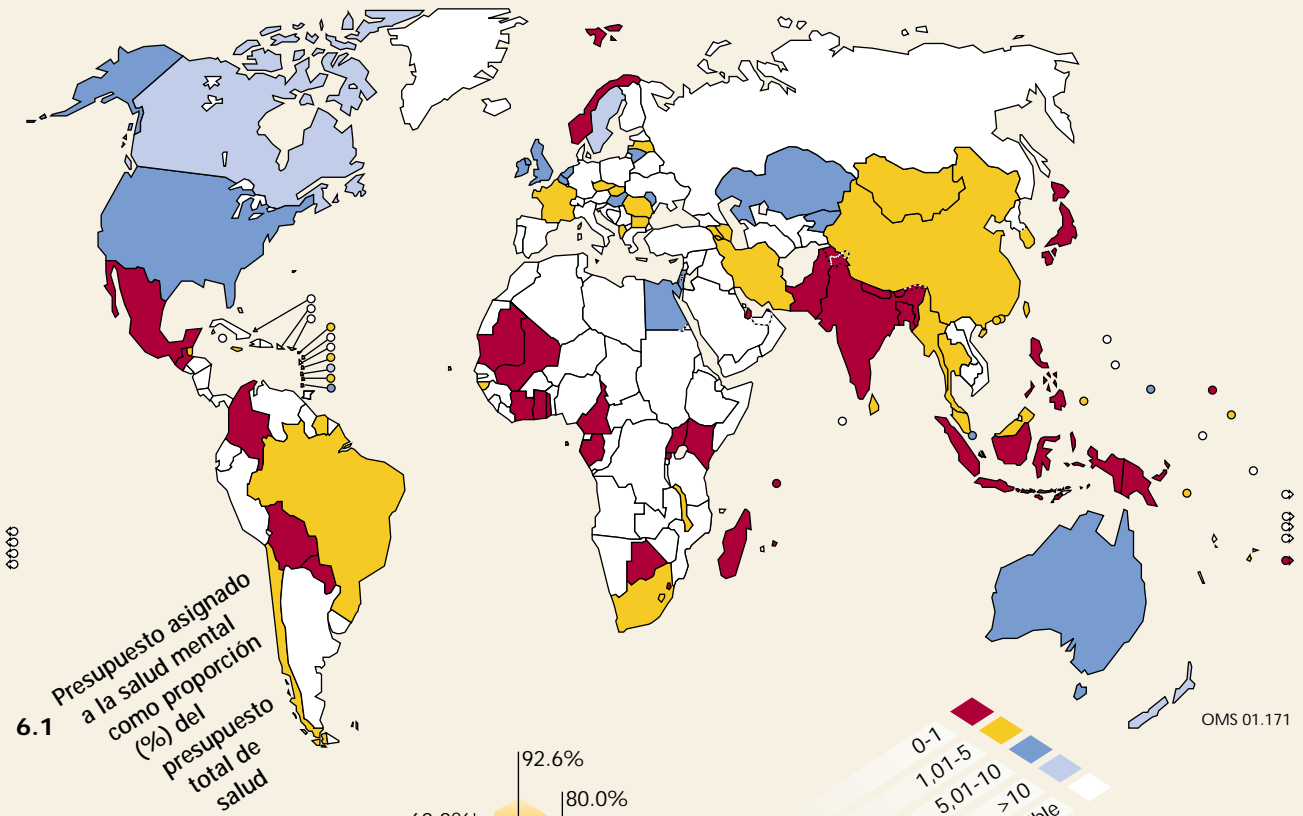 6.1
Presupuesto asignado
a la salud mental
como proporción
(%) del
presupuesto
total de
salud
OMS 01.171
0-1
1,01-5
5,01-10
>10
92.6%
80.0%